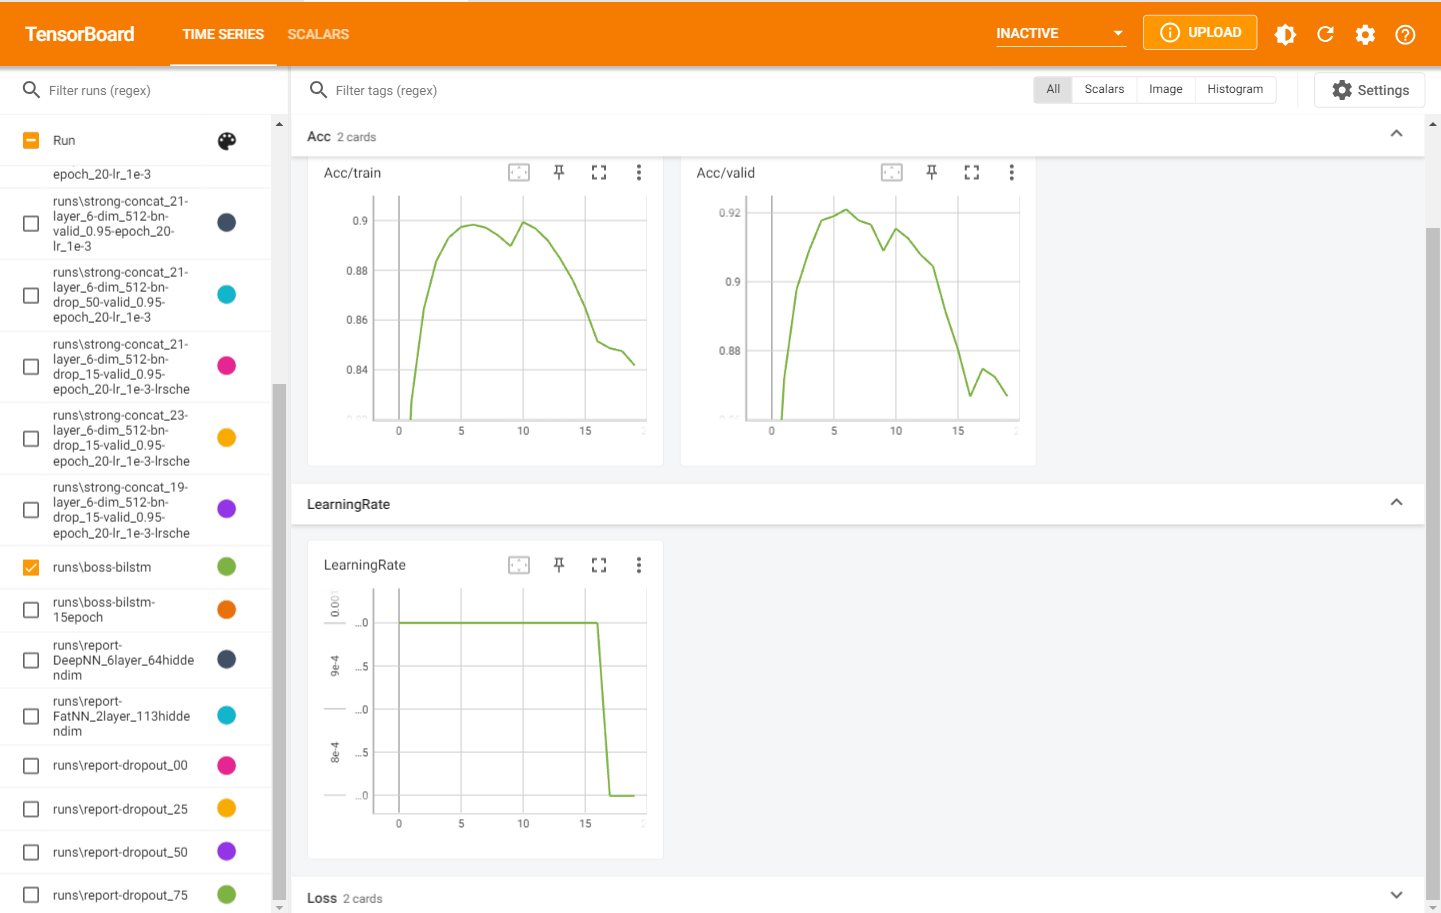 TensorBoard
TIME SERIES
SCALARS
INACTIVE
UPLOAD
Filter runs (regex)
Filter tags (regex)
All
Scalars
Image
Histogram
Settings
Run
epoch_20-lr_1e-3
runs\strong-concat_21-
layer_6-dim_512-bn-
valid_0.95-epoch_20-
lr_1e-3
runs\strong-concat_21-
layer_6-dim_512-bn-
drop_50-valid_0.95-
epoch_20-lr_1e-3
runs\strong-concat_21-
layer_6-dim_512-bn-
drop_15-valid_0.95-
epoch_20-lr_1e-3-lrsche
runs\strong-concat_23-
layer_6-dim_512-bn-
drop_15-valid_0.95-
epoch_20-lr_1e-3-lrsche
runs\strong-concat_19-
layer_6-dim_512-bn-
drop_15-valid_0.95-
epoch_20-lr_1e-3-lrsche
runs\boss-bilstm
runs\boss-bilstm-
15epoch
runs\report-
DeepNN_6layer_64hidde
ndim
runs\report-
FatNN_2layer_113hidde
ndim
runs\report-dropout_00
runs\report-dropout_25
runs\report-dropout_50
runs\report-dropout_75
Acc 2 cards
Acc/train
0.9
0.88
0.86
0.84
0 5 10 15
Acc/valid
0.92
0.9
0.88
0 5 10 15
LearningRate
LearningRate
0.001
9e-4
8e-4
...0
...5
...0
...5
...0
0 5 10 15
Loss 2 cards